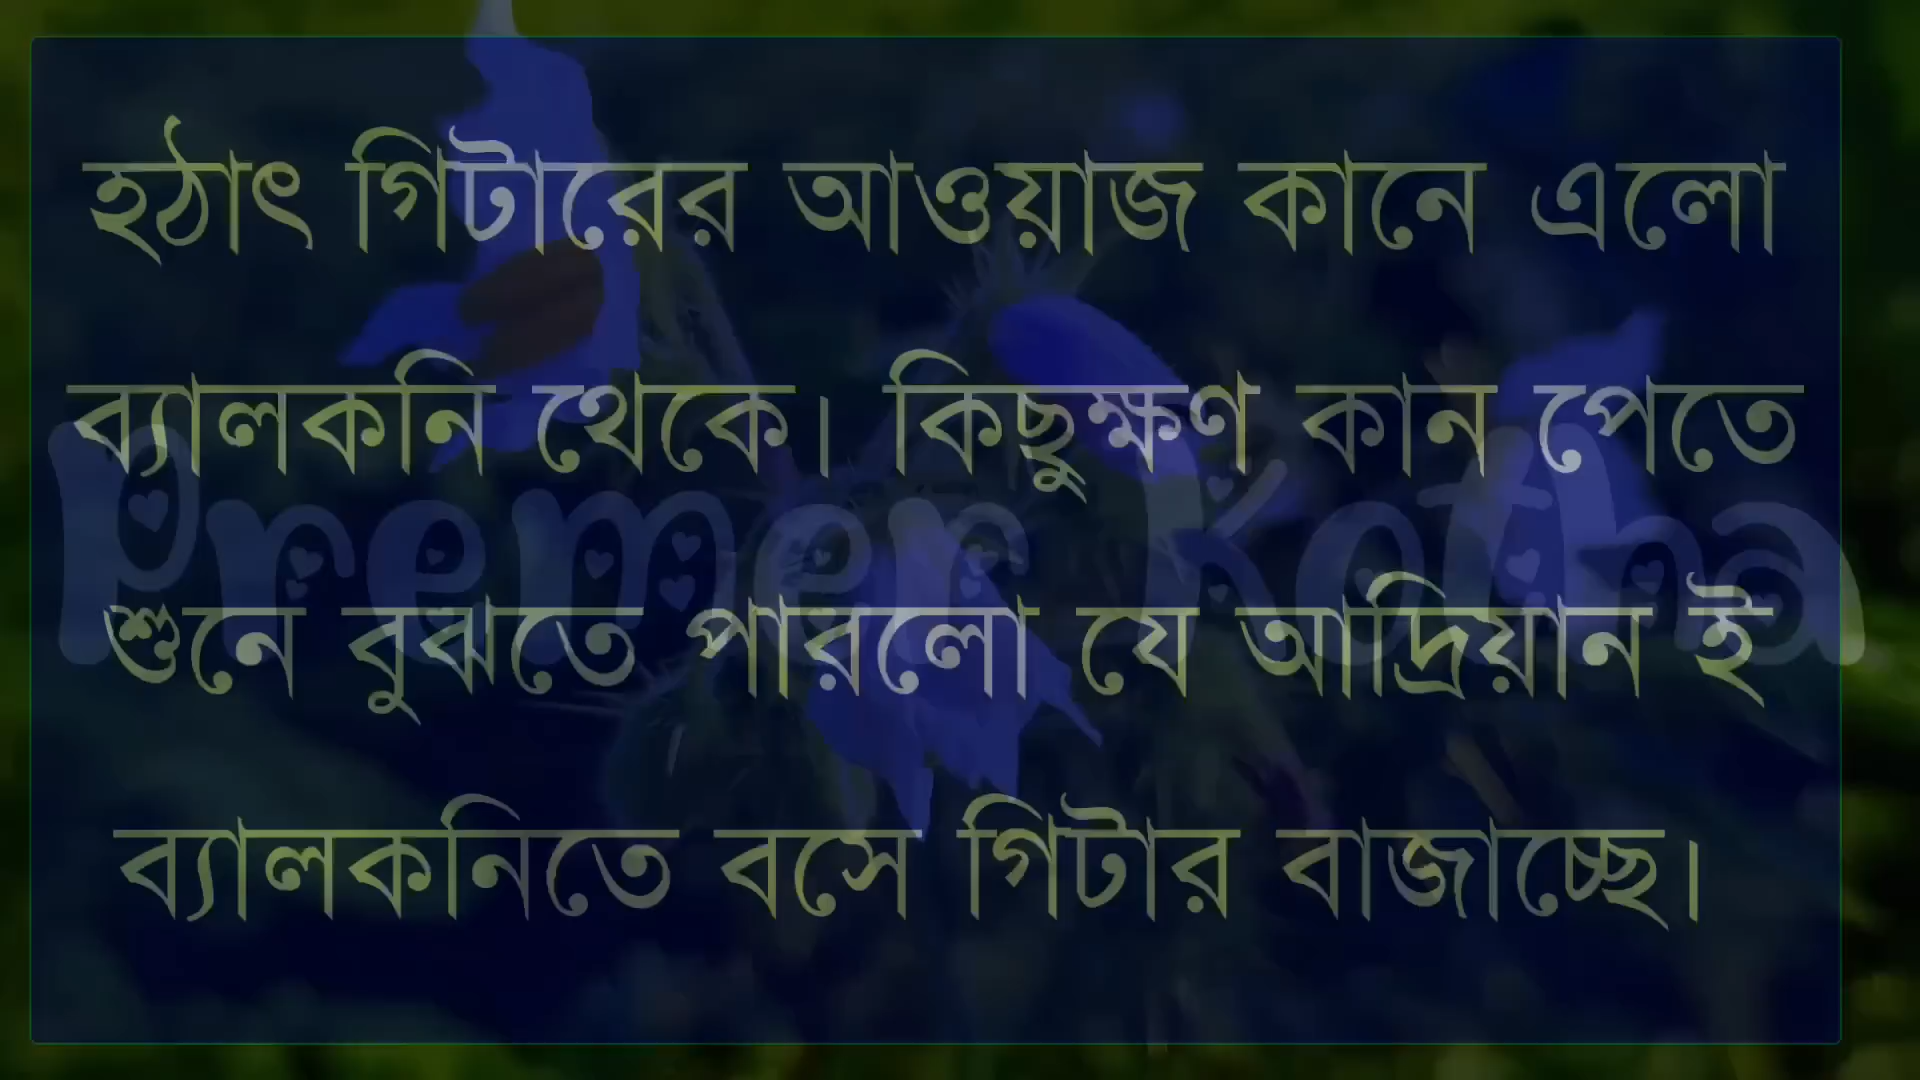 হঠাৎ গিটারের আওয়াজ কানে এলো
ব্যালকনি থেকে। কিছুক্ষণ কান পেতে
Premer Kotha
শুনে বুঝতে পারলো যে আদ্রিয়ান ই
ব্যালকনিতে বসে গিটার বাজাচ্ছে।